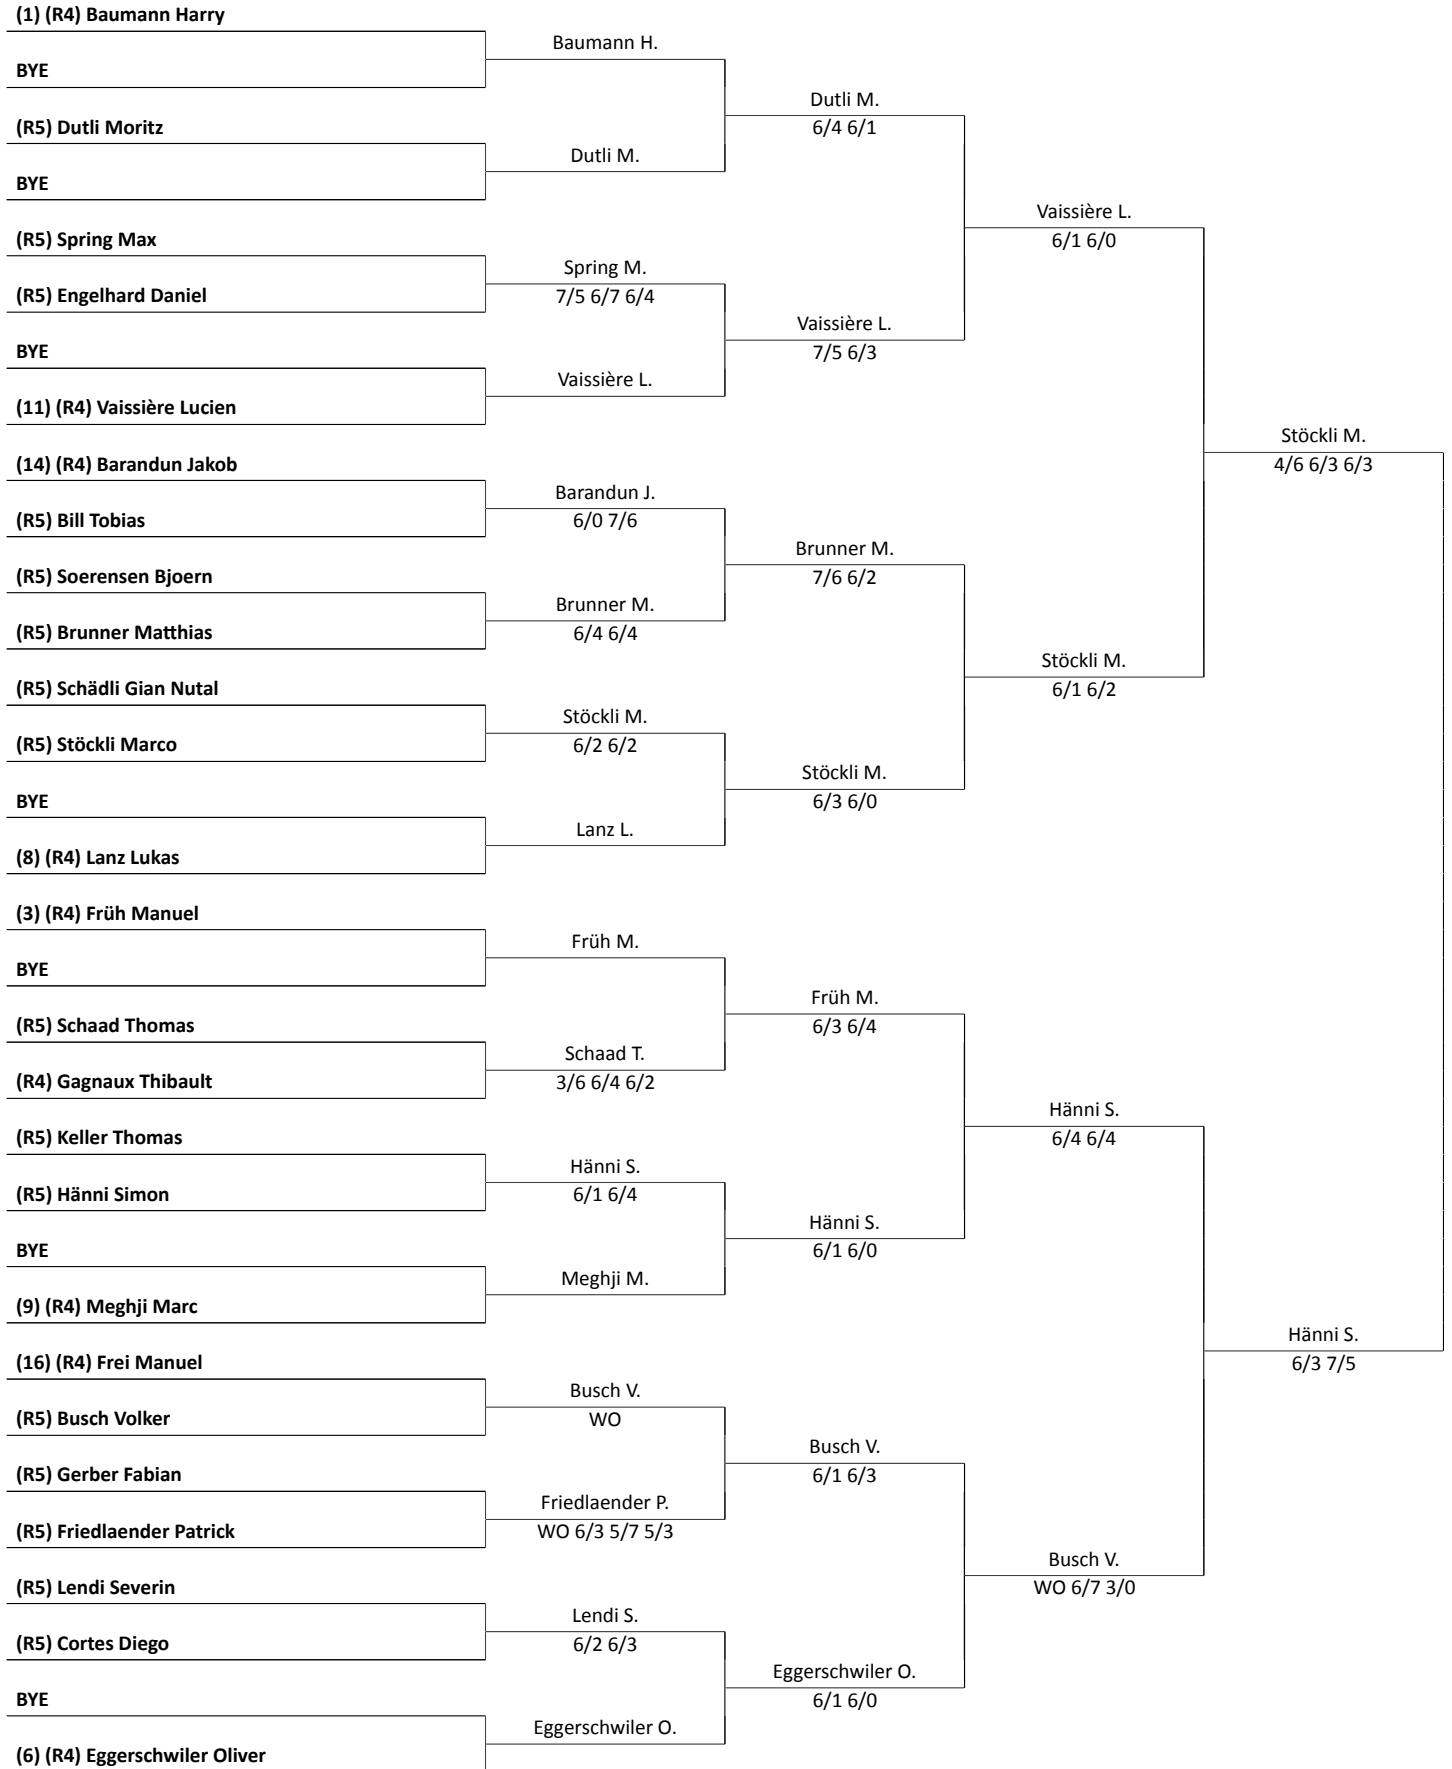 (1) (R4) Baumann Harry
BYE
(R5) Dutli Moritz
BYE
(R5) Spring Max
(R5) Engelhard Daniel
BYE
(11) (R4) Vaissière Lucien
(14) (R4) Barandun Jakob
(R5) Bill Tobias
(R5) Soerensen Bjoern
(R5) Brunner Matthias
(R5) Schädli Gian Nutal
(R5) Stöckli Marco
BYE
(8) (R4) Lanz Lukas
(3) (R4) Früh Manuel
BYE
(R5) Schaad Thomas
(R4) Gagnaux Thibault
(R5) Keller Thomas
(R5) Hänni Simon
BYE
(9) (R4) Meghji Marc
(16) (R4) Frei Manuel
(R5) Busch Volker
(R5) Gerber Fabian
(R5) Friedlaender Patrick
(R5) Lendi Severin
(R5) Cortes Diego
BYE
(6) (R4) Eggerschwiler Oliver
Baumann H.
Dutli M.
Spring M.
7/5 6/7 6/4
Vaissière L.
Barandun J.
6/0 7/6
Brunner M.
6/4 6/4
Stöckli M.
6/2 6/2
Lanz L.
Früh M.
Schaad T.
3/6 6/4 6/2
Hänni S.
6/1 6/4
Meghji M.
Busch V.
WO
Friedlaender P.
WO 6/3 5/7 5/3
Lendi S.
6/2 6/3
Eggerschwiler O.
Dutli M.
6/4 6/1
Vaissière L.
7/5 6/3
Brunner M.
7/6 6/2
Stöckli M.
6/3 6/0
Früh M.
6/3 6/4
Hänni S.
6/1 6/0
Busch V.
6/1 6/3
Eggerschwiler O.
6/1 6/0
Vaissière L.
6/1 6/0
Stöckli M.
6/1 6/2
Hänni S.
6/4 6/4
Busch V.
WO 6/7 3/0
Stöckli M.
4/6 6/3 6/3
Hänni S.
6/3 7/5